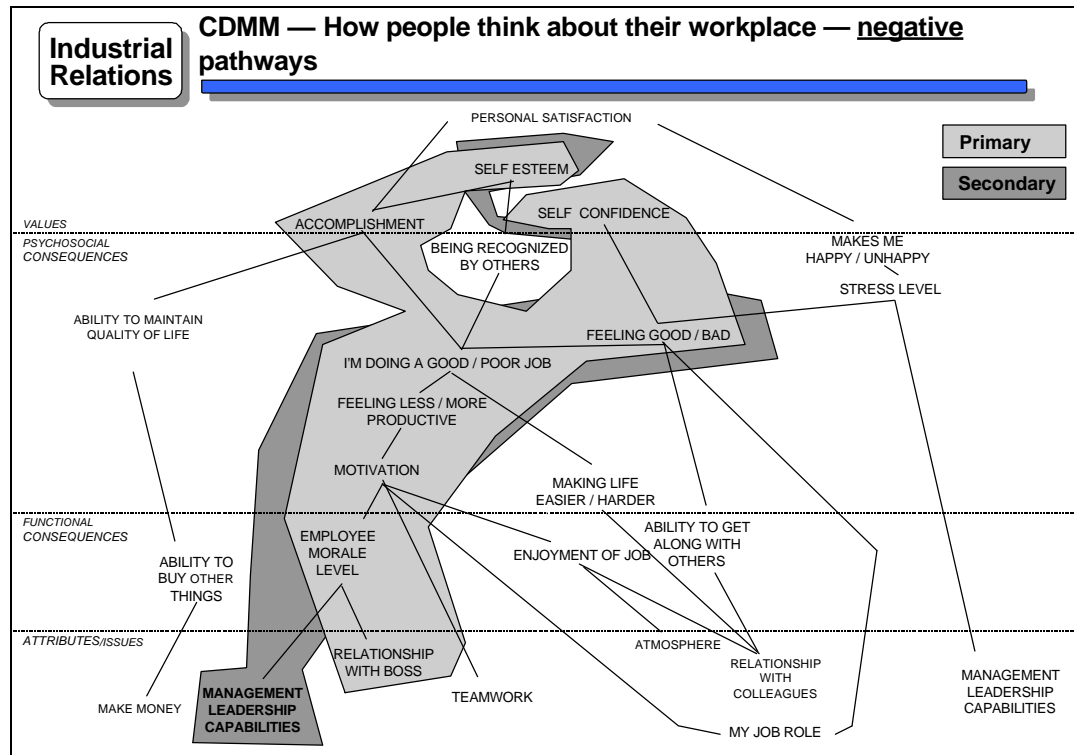 Industrial
Relations
CDMM — How people think about their workplace — negative
pathways
PERSONAL SATISFACTION
Primary
Secondary
SELF ESTEEM
SELF CONFIDENCE
ACCOMPLISHMENT
VALUES
PSYCHOSOCIAL
CONSEQUENCES
BEING RECOGNIZED
BY OTHERS
MAKES ME
HAPPY / UNHAPPY
STRESS LEVEL
ABILITY TO MAINTAIN
QUALITY OF LIFE
FEELING GOOD / BAD
I'M DOING A GOOD / POOR JOB
FEELING LESS / MORE
PRODUCTIVE
MOTIVATION
MAKING LIFE
EASIER / HARDER
FUNCTIONAL
CONSEQUENCES
EMPLOYEE
MORALE
LEVEL
ENJOYMENT OF JOB
ABILITY TO GET
ALONG WITH
OTHERS
ABILITY TO
BUY OTHER
THINGS
ATTRIBUTES/ISSUES
RELATIONSHIP
WITH BOSS
ATMOSPHERE
RELATIONSHIP
WITH
COLLEAGUES
MANAGEMENT
LEADERSHIP
CAPABILITIES
MAKE MONEY
MANAGEMENT
LEADERSHIP
CAPABILITIES
TEAMWORK
MY JOB ROLE